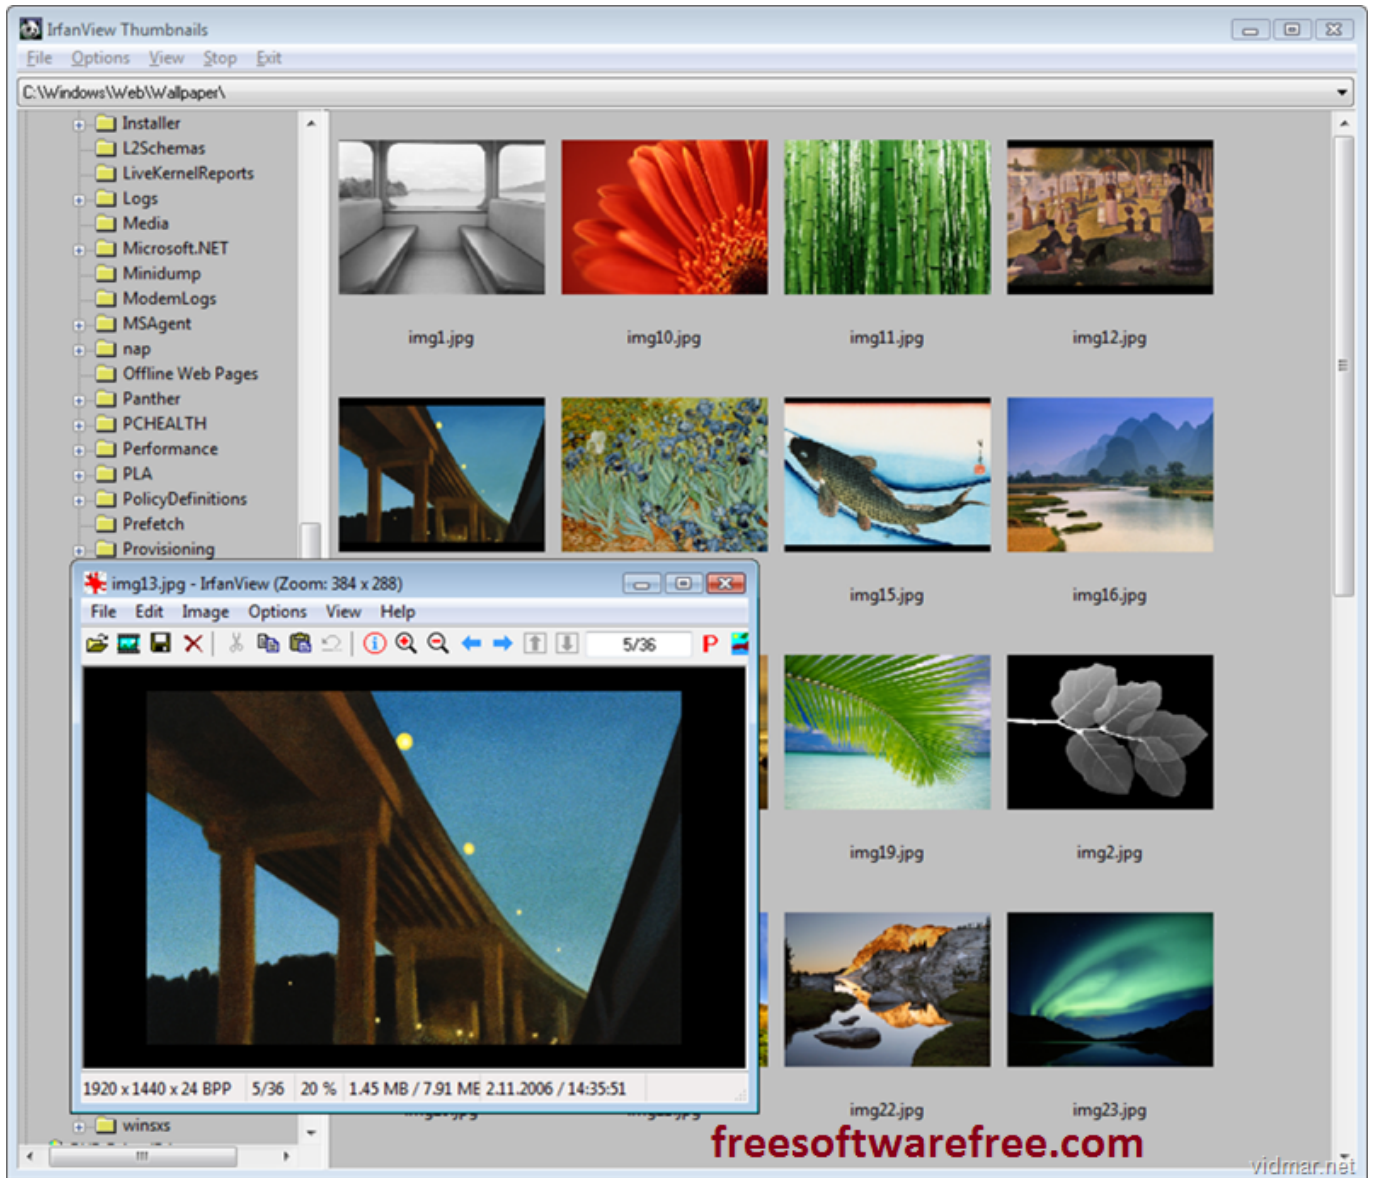 IrfanView Thumbnails
File Options View Stop Exit
C:\Windows\Web\Wallpaper\
Installer
L2Schemas
LiveKernelReports
Logs
Media
Microsoft.NET
Minidump
ModemLogs
MSAgent
nap
Offline Web Pages
Panther
PCHEALTH
Performance
PLA
PolicyDefinitions
Prefetch
Provisioning
winsxs
img1.jpg img10.jpg img11.jpg img12.jpg
img15.jpg img16.jpg
img19.jpg img2.jpg
img22.jpg img23.jpg
img13.jpg - IrfanView (Zoom: 384 x 288)
File Edit Image Options View Help
5/36
P
1920 x 1440 x 24 BPP 5/36 20 % 1.45 MB / 7.91 ME 2.11.2006 / 14:35:51
freesoftwarefree.com
vidmar.net